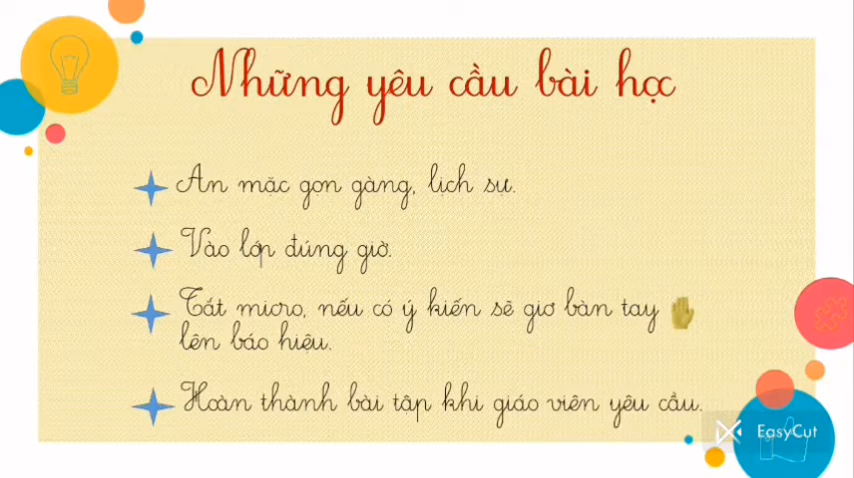 Những yêu cầu bài học
An mặc gọn gàng, lịch sự.
Vào lớp đúng giờ.
Tắt micro, nếu có ý kiến sẽ giơ bàn tay
lên báo hiệu.
Hoàn thành bài tập khi giáo viên yêu cầu.
EasyCut